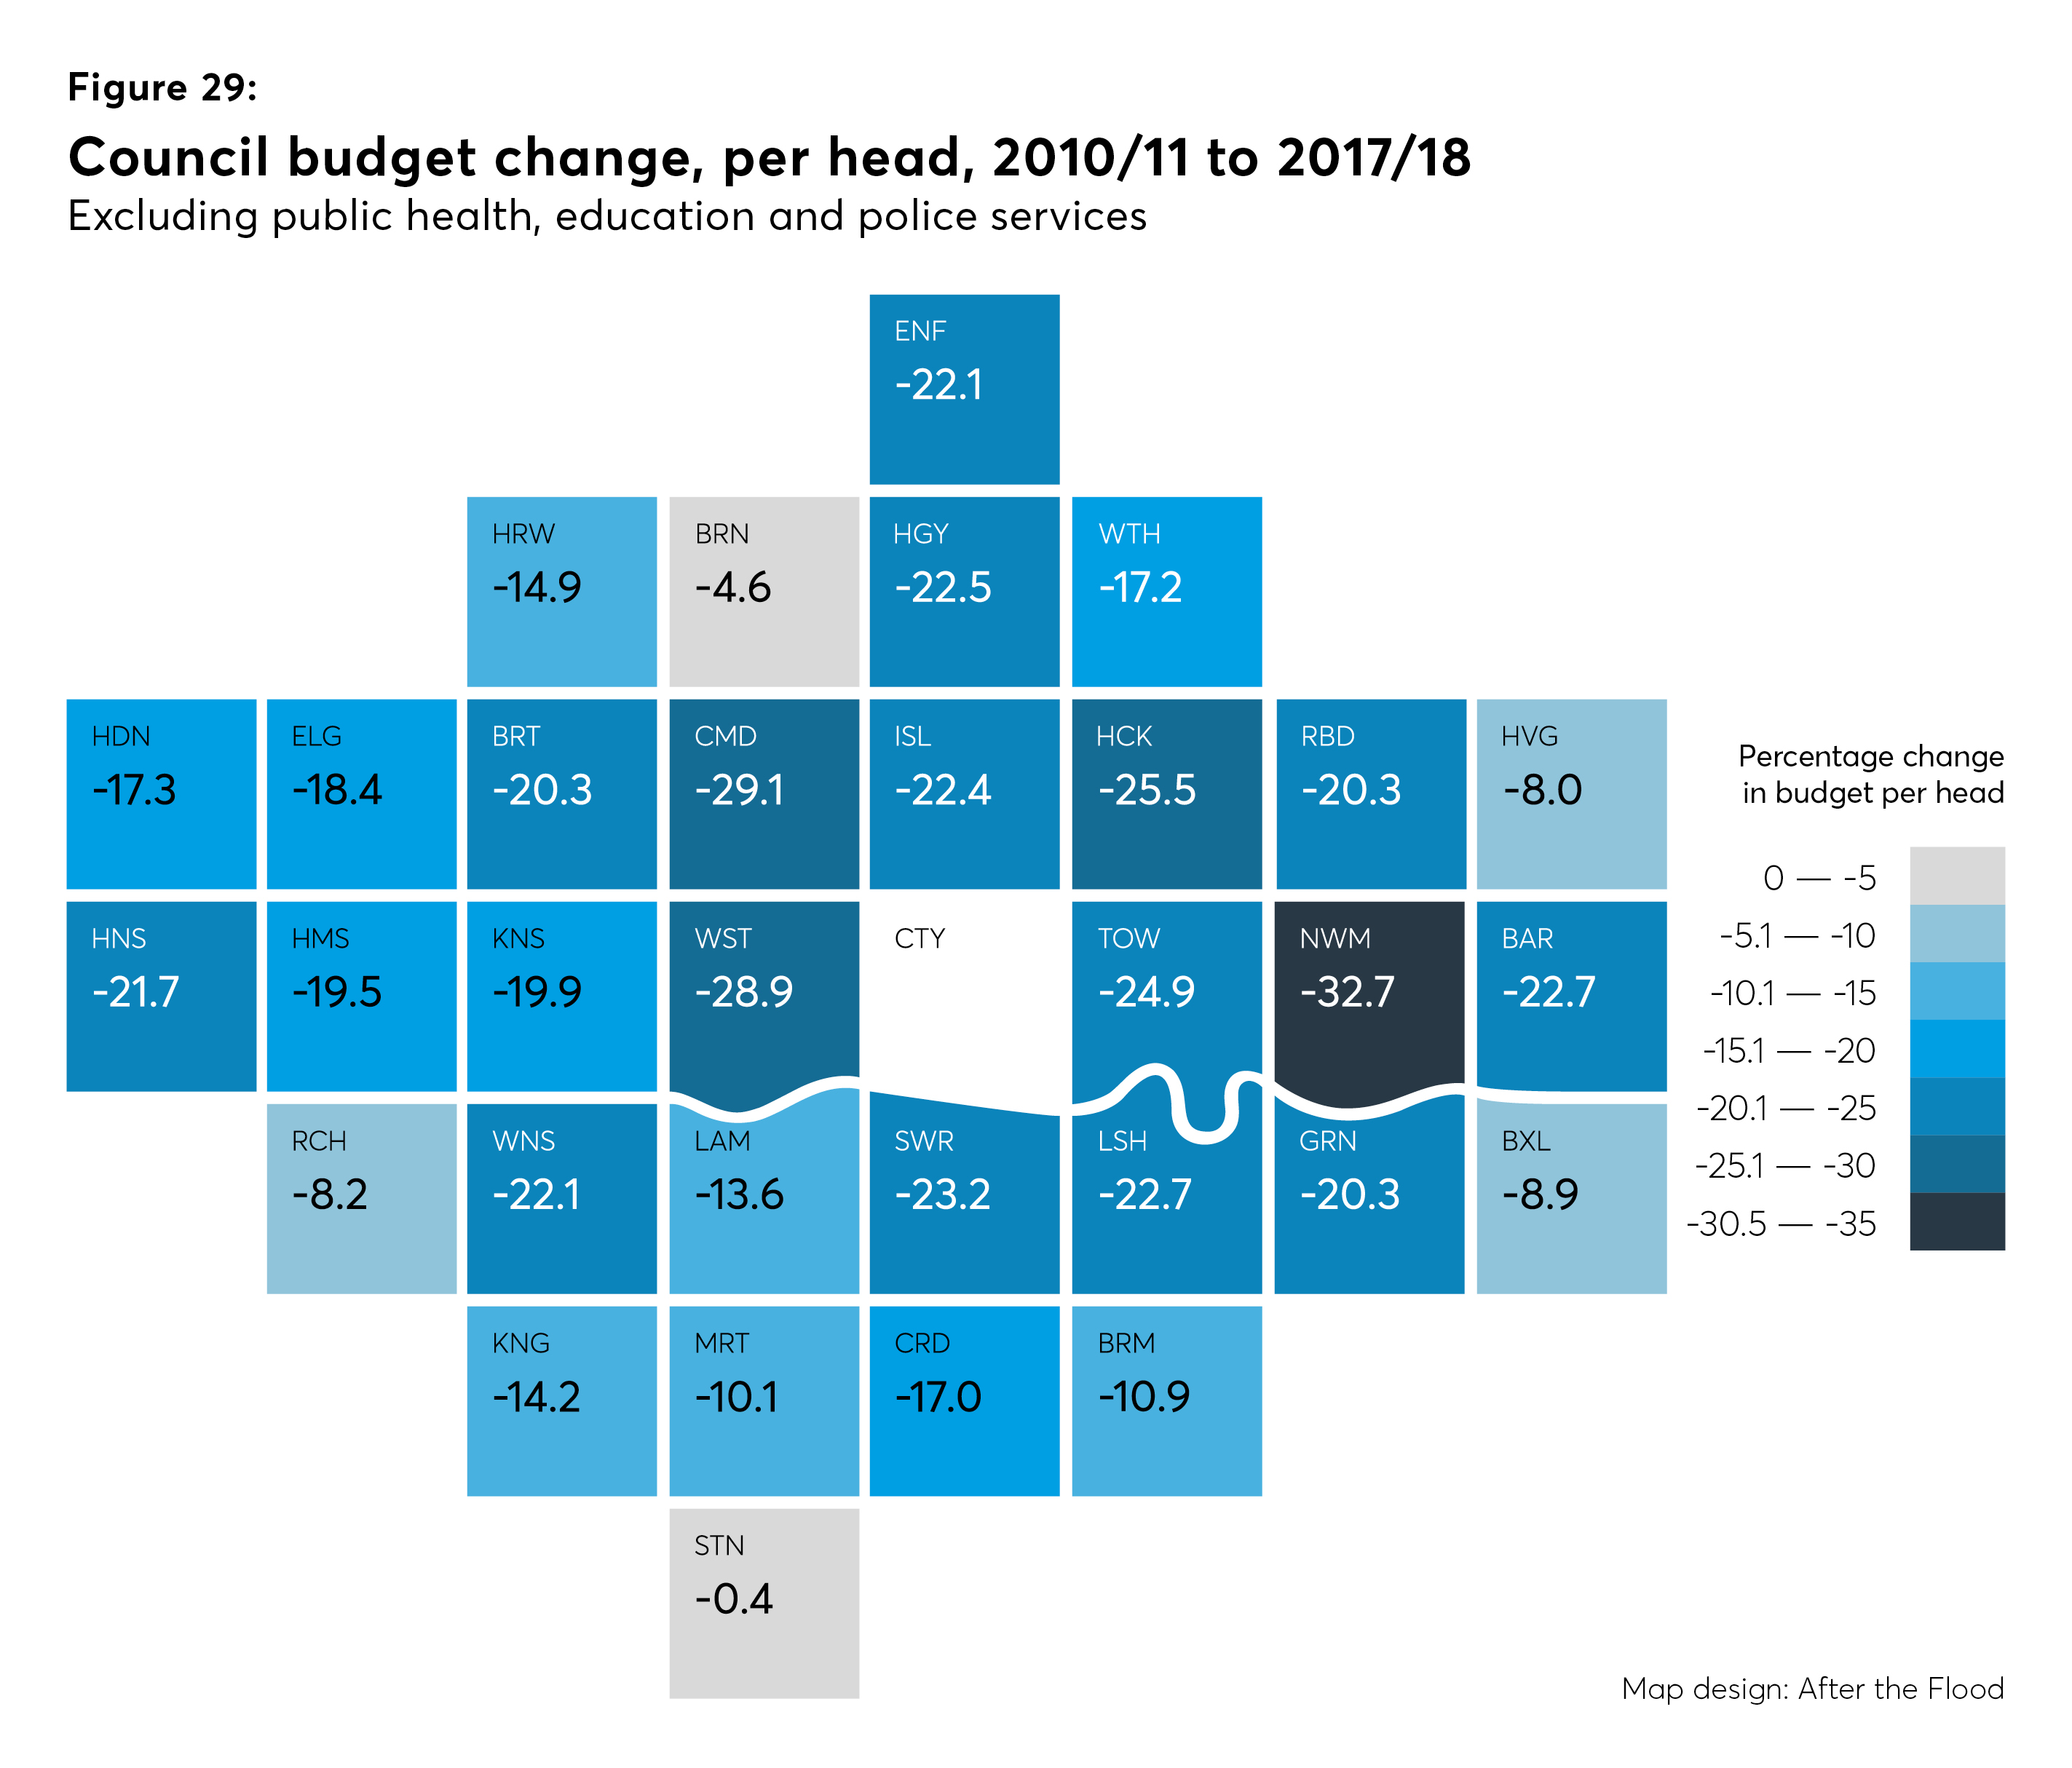 Figure 29:
Council budget change, per head, 2010/11 to 2017/18
Excluding public health, education and police services
ENF
-22.1
HRW
-14.9
BRN
-4.6
HGY
-22.5
WTH
-17.2
HDN
-17.3
ELG
-18.4
BRT
-20.3
CMD
-29.1
ISL
-22.4
HCK
-25.5
RBD
-20.3
HVG
-8.0
HNS
-21.7
HMS
-19.5
KNS
-19.9
WST
-28.9
CTY
TOW
-24.9
NWM
-32.7
BAR
-22.7
RCH
-8.2
WNS
-22.1
LAM
-13.6
SWR
-23.2
LSH
-22.7
GRN
-20.3
BXL
-8.9
KNG
-14.2
MRT
-10.1
CRD
-17.0
BRM
-10.9
STN
-0.4
Percentage change
in budget per head
0 — -5
-5.1 — -10
-10.1 — -15
-15.1 — -20
-20.1 — -25
-25.1 — -30
-30.5 — -35
Map design: After the Flood